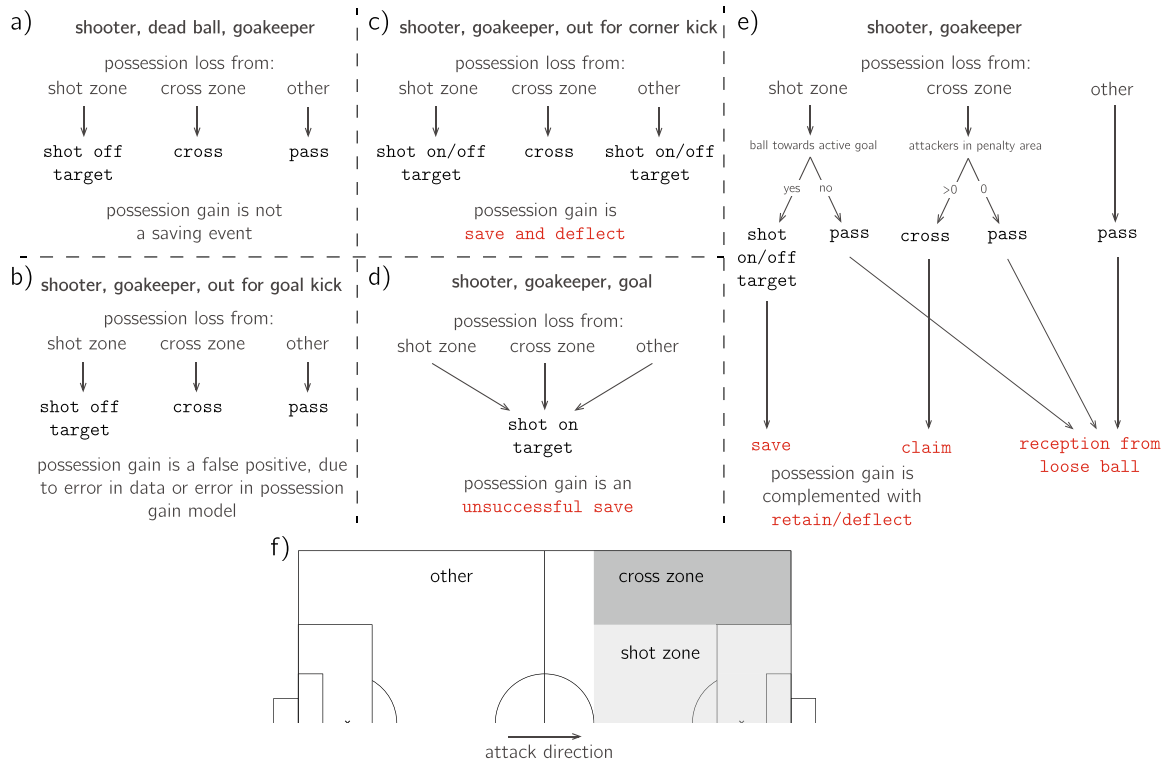 a)
shooter, dead ball, goakeeper
possession loss from:
shot zone cross zone other
shot off cross pass
target
possession gain is not
a saving event
b)
shooter, goakeeper, out for goal kick
possession loss from:
shot zone cross zone other
shot off cross pass
target
possession gain is a false positive, due
to error in data or error in possession
gain model
c)
shooter, goakeeper, out for corner kick
possession loss from:
shot zone cross zone other
shot on/off cross shot on/off
target target
possession gain is
save and deflect
d)
shooter, goakeeper, goal
possession loss from:
shot zone cross zone other
shot on
target
possession gain is an
unsuccessful save
e)
shooter, goakeeper
possession loss from:
shot zone cross zone other
ball towards active goal attackers in penalty area
yes no >0 0
shot pass cross pass pass
on/off
target
save claim reception from
loose ball
possession gain is
complemented with
retain/deflect
f)
other cross zone
shot zone
attack direction